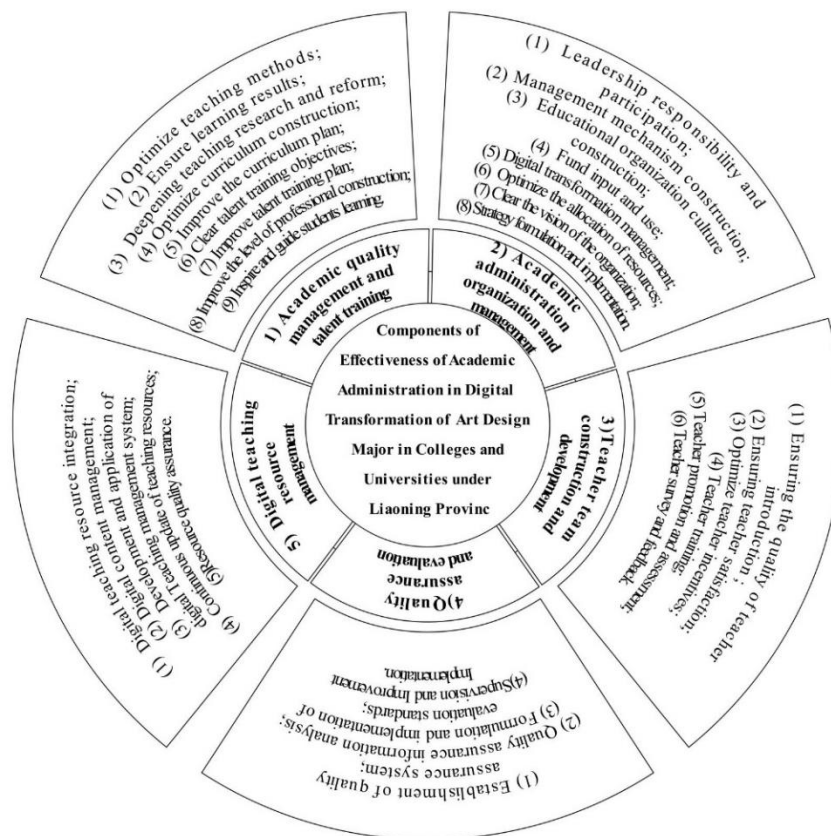 Components of
Effectiveness of Academic
Administration in Digital
Transformation of Art Design
Major in Colleges and
Universities under
Liaoning Provinc
1) Academic quality
management and
talent training
(1) Optimize teaching methods;
(2) Ensure learning results;
(3) Deepening teaching research and reform;
(4) Optimize curriculum construction;
(5) Improve the curriculum plan;
(6) Clear talent training objectives;
(7) Improve talent training plan;
(8) Improve the level of professional construction;
(9) Inspire and guide students learning.
2) Academic
administration
organization and
management
(1) Leadership responsibility and
participation;
(2) Management mechanism construction;
(3) Educational organization culture
construction;
(4) Fund input and use;
(5) Digital transformation management;
(6) Optimize the allocation of resources;
(7) Clear the vision of the organization;
(8) Strategy formulation and implementation.
3)Teacher team
construction and
development
(1) Ensuring the quality of teacher
introduction ;
(2) Ensuring teacher satisfaction;
(3) Optimize teacher incentives;
(4) Teacher training;
(5) Teacher promotion and assessment;
(6) Teacher survey and feedback.
4)Quality
assurance
and evaluation
(1) Establishment of quality
assurance system;
(2) Quality assurance information analysis;
(3) Formulation and implementation of
evaluation standards;
(4)Supervision and Improvement
Implementation.
5) Digital teaching
resource
management
(1) Digital teaching resource integration;
(2) Digital content management;
(3) Development and application of
digital Teaching management system;
(4) Continuous update of teaching resources;
(5)Resource quality assurance.